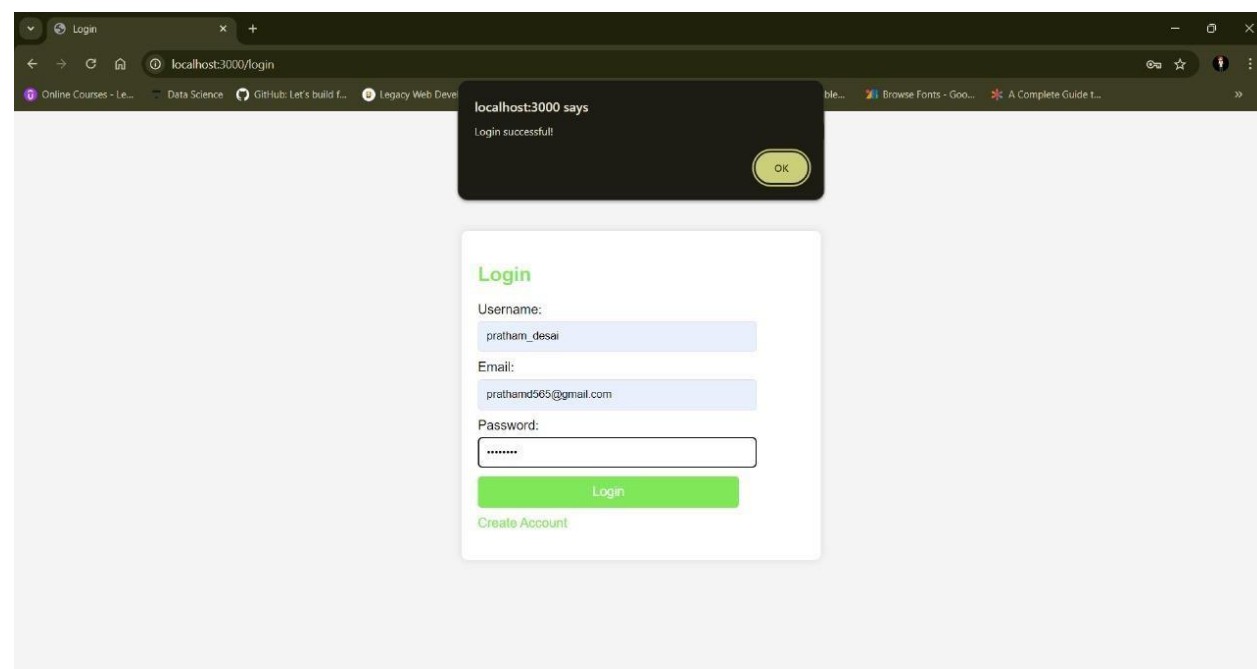 Login
localhost:3000/login
Online Courses - Le... Data Science GitHub: Let's build f... Legacy Web Deve ble... Browse Fonts - Goo... A Complete Guide t...
localhost:3000 says
Login successful!
OK
Login
Username:
pratham_desai
Email:
prathamd565@gmail.com
Password:
••••••••
Login
Create Account